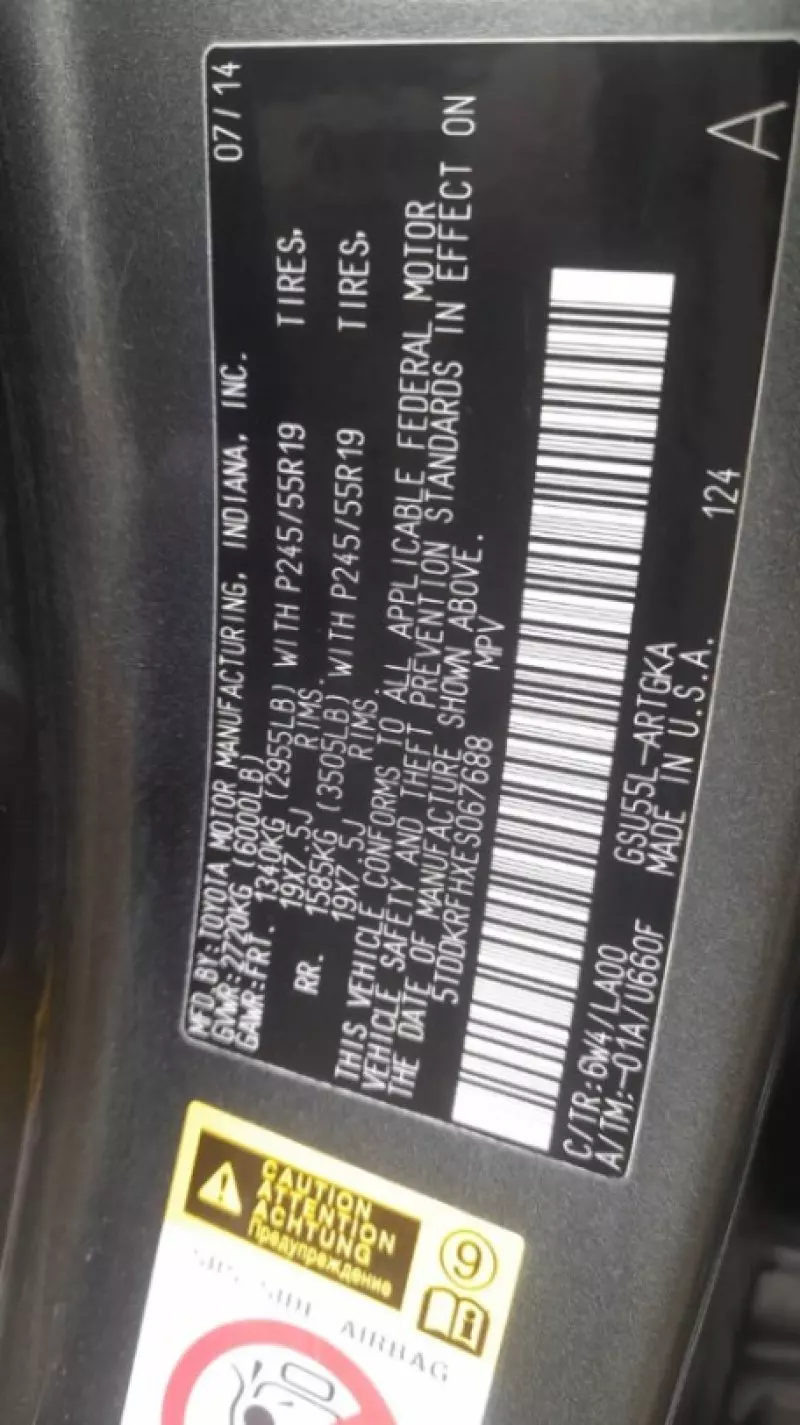 07/14
MFD BY:TOYOTA MOTOR MANUFACTURING, INDIANA, INC.
GVWR:2720KG (6000LB)
GAWR:FRT. 1340KG (2955LB) WITH P245/55R19 TIRES,
19X7.5J RIMS.
RR. 1585KG (3505LB) WITH P245/55R19 TIRES,
19X7.5J RIMS.
THIS VEHICLE CONFORMS TO ALL APPLICABLE FEDERAL MOTOR
VEHICLE SAFETY AND THEFT PREVENTION STANDARDS IN EFFECT ON
THE DATE OF MANUFACTURE SHOWN ABOVE.
5TDDKRFHXES067688 MPV
C/TR:6W4/LA00 GSU55L-ARTGKA 124
A/TM:-01A/U660F MADE IN U.S.A.
A
CAUTION
ATTENTION
ACHTUNG
Предупреждение
9
i
SRS SIDE AIRBAG